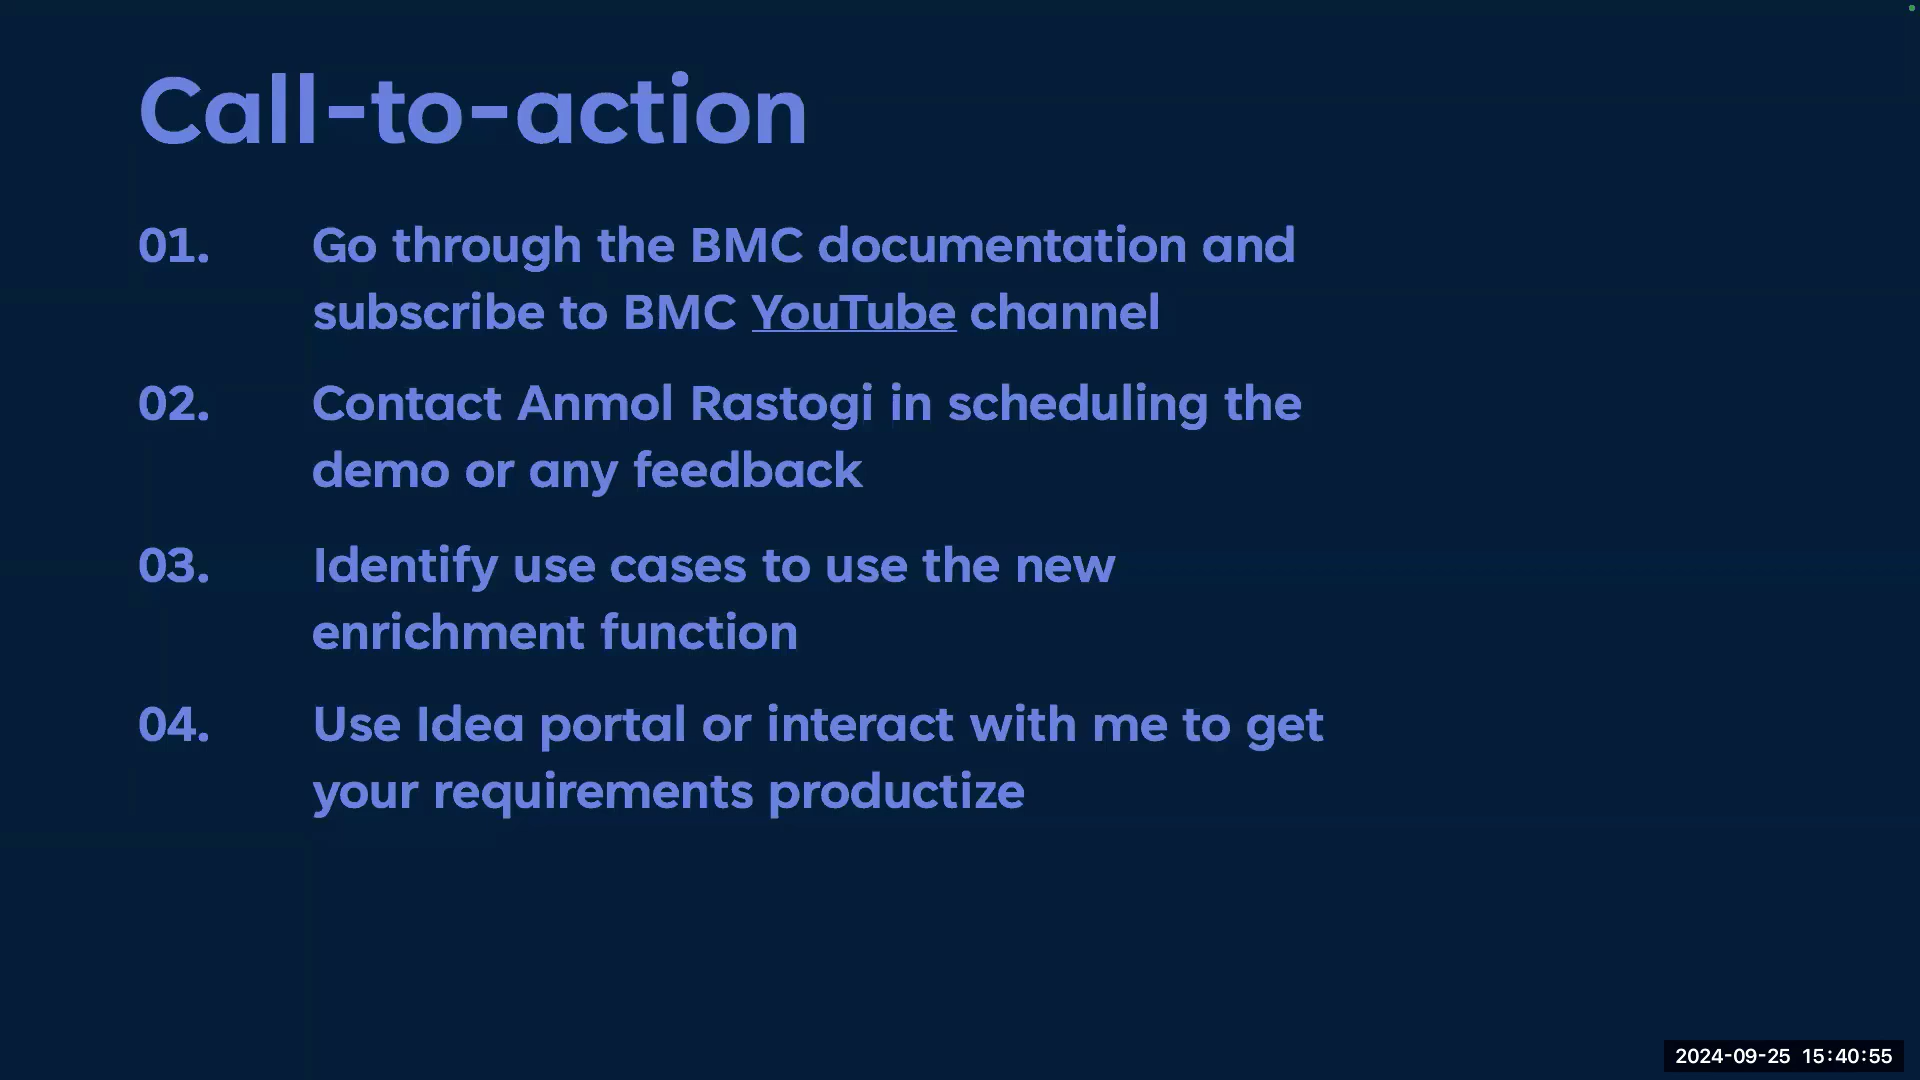 Call-to-action
01. Go through the BMC documentation and
subscribe to BMC YouTube channel
02. Contact Anmol Rastogi in scheduling the
demo or any feedback
03. Identify use cases to use the new
enrichment function
04. Use Idea portal or interact with me to get
your requirements productize
2024-09-25 15:40:55